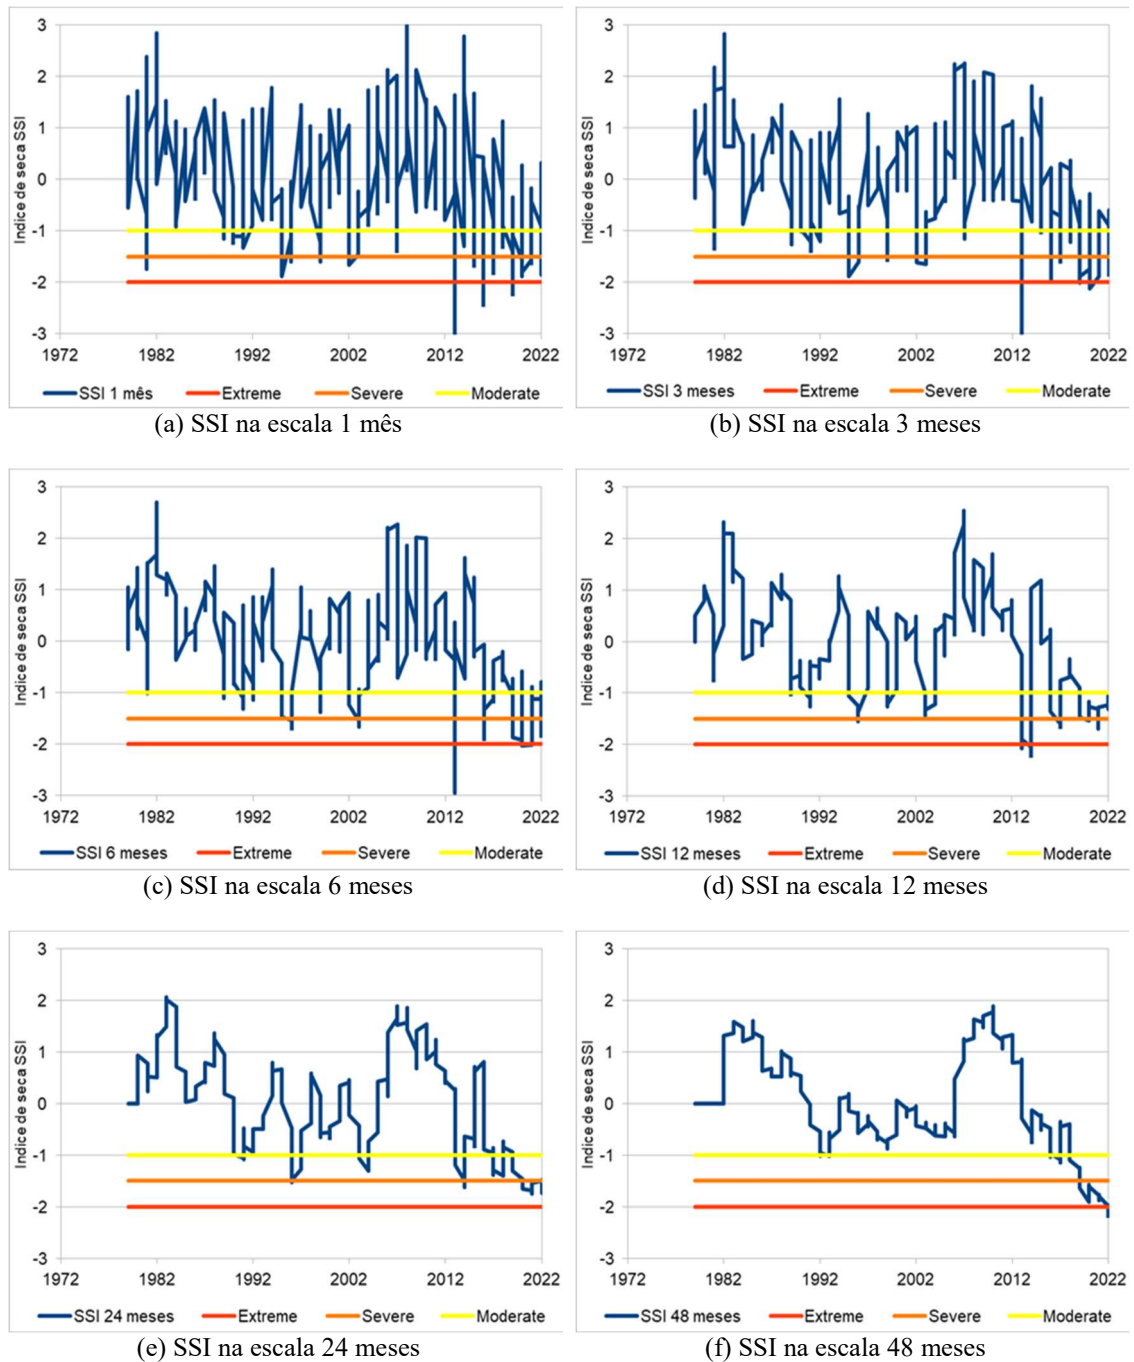 3
2
1
0
-1
-2
-3
Indice de seca SSI
1972 1982 1992 2002 2012 2022
SSI 1 mês Extreme Severe Moderate
(a) SSI na escala 1 mês
3
2
1
0
-1
-2
-3
Indice de seca SSI
1972 1982 1992 2002 2012 2022
SSI 3 meses Extreme Severe Moderate
(b) SSI na escala 3 meses
3
2
1
0
-1
-2
-3
Indice de seca SSI
1972 1982 1992 2002 2012 2022
SSI 6 meses Extreme Severe Moderate
(c) SSI na escala 6 meses
3
2
1
0
-1
-2
-3
Indice de seca SSI
1972 1982 1992 2002 2012 2022
SSI 12 meses Extreme Severe Moderate
(d) SSI na escala 12 meses
3
2
1
0
-1
-2
-3
Indice de seca SSI
1972 1982 1992 2002 2012 2022
SSI 24 meses Extreme Severe Moderate
(e) SSI na escala 24 meses
3
2
1
0
-1
-2
-3
Indice de seca SSI
1972 1982 1992 2002 2012 2022
SSI 48 meses Extreme Severe Moderate
(f) SSI na escala 48 meses